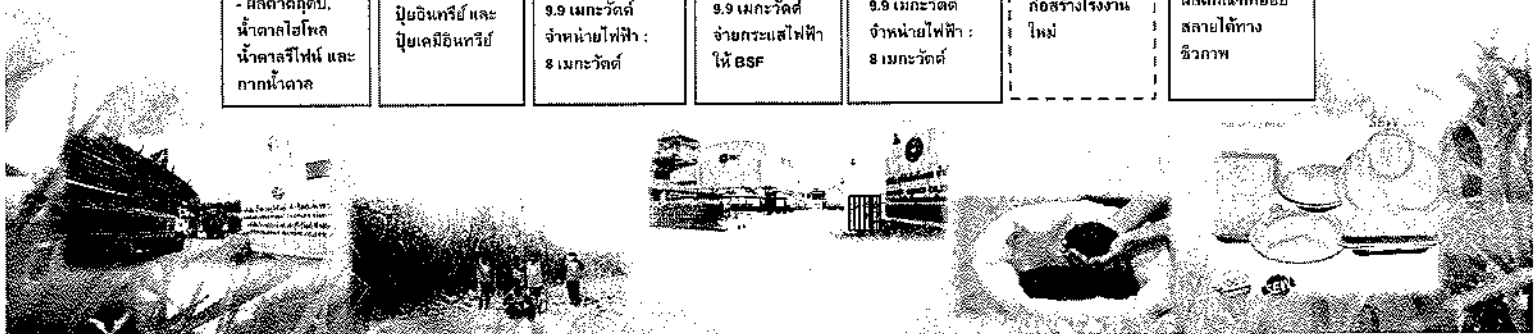 - ผลิตวัตถุดิบ,
น้ำตาลไฮโพล
น้ำตาลรีไฟน์ และ
กากน้ำตาล
ปุ๋ยอินทรีย์ และ
ปุ๋ยเคมีอินทรีย์
9.9 เมกะวัตต์
จำหน่ายไฟฟ้า :
8 เมกะวัตต์
9.9 เมกะวัตต์
จ่ายกระแสไฟฟ้า
ให้ BSF
9.9 เมกะวัตต์
จำหน่ายไฟฟ้า :
8 เมกะวัตต์
ก่อสร้างโรงงาน
ใหม่
สลายได้ทาง
ชีวภาพ